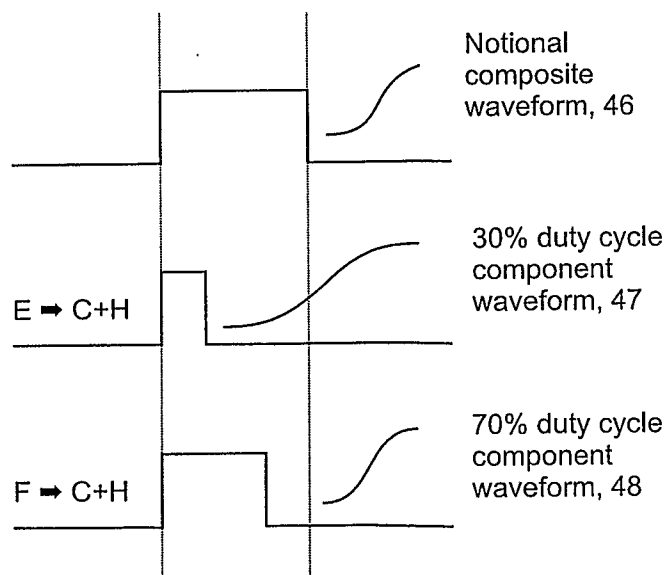 Notional
composite
waveform, 46
30% duty cycle
component
waveform, 47
E ➡ C+H
70% duty cycle
component
waveform, 48
F ➡ C+H